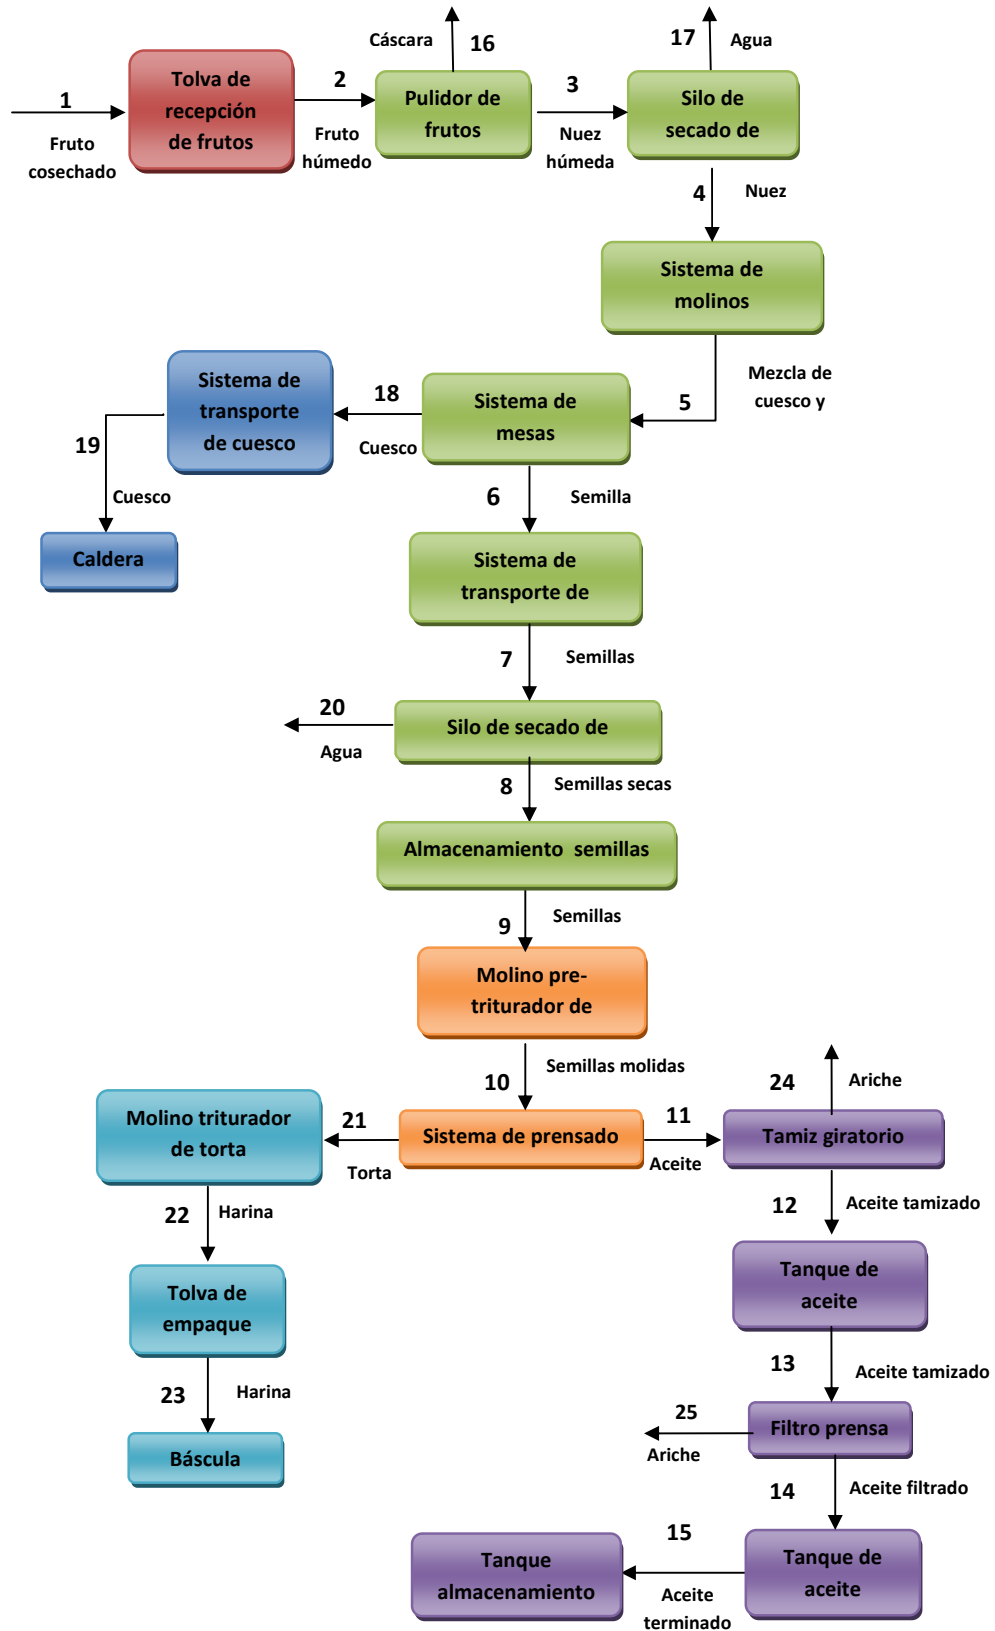 Cáscara
16
17
Agua
1
Fruto
cosechado
Tolva de
recepción
de frutos
2
Fruto
húmedo
Pulidor de
frutos
3
Nuez
húmeda
Silo de
secado de
4
Nuez
Sistema de
molinos
Mezcla de
cuesco y
5
Sistema de
mesas
18
Cuesco
Sistema de
transporte
de cuesco
19
Cuesco
Caldera
6
Semilla
Sistema de
transporte de
7
Semillas
Silo de secado de
20
Agua
8
Semillas secas
Almacenamiento semillas
9
Semillas
Molino pre-
triturador de
10
Semillas molidas
Sistema de prensado
21
Torta
Molino triturador
de torta
22
Harina
Tolva de
empaque
23
Harina
Báscula
11
Aceite
Tamiz giratorio
24
Ariche
12
Aceite tamizado
Tanque de
aceite
13
Aceite tamizado
Filtro prensa
25
Ariche
14
Aceite filtrado
Tanque de
aceite
15
Aceite
terminado
Tanque
almacenamiento